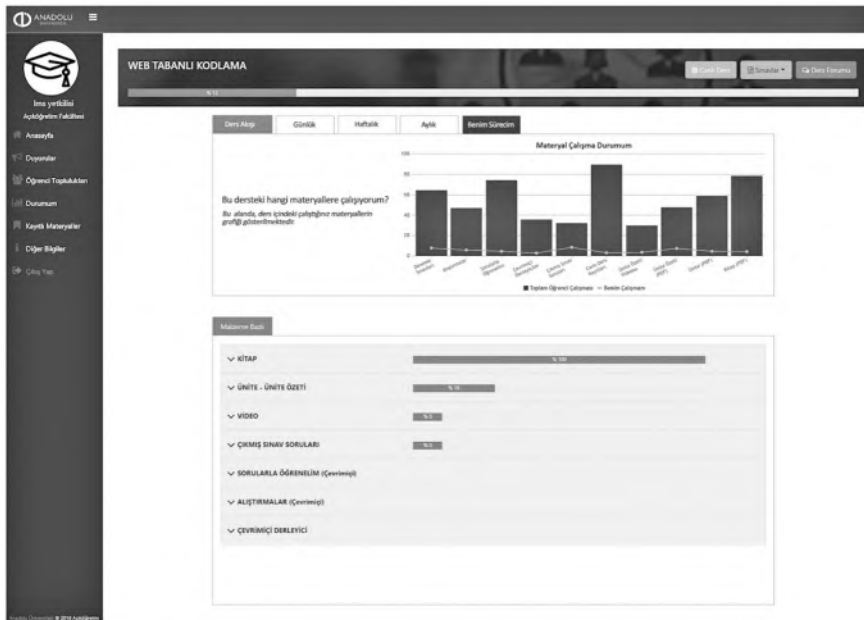 ANADOLU
WEB TABANLI KODLAMA
Canlı Ders
Sınavlar
Ders Forumu
lms yetkilisi
Açıköğretim Fakültesi
Anasayfa
Duyurular
Öğrenci Toplulukları
Durumum
Kayıtlı Materyaller
Diğer Bilgiler
Çıkış Yap
Ders Akışı
Günlük
Haftalık
Aylık
Benim Sürecim
Materyal Çalışma Durumum
100
80
60
40
20
0
Bu dersteki hangi materyallere çalışıyorum?
Bu alanda, ders içindeki çalıştığınız materyallerin
grafiği gösterilmektedir.
Toplam Öğrenci Çalışması
Benim Çalışmam
Malzeme Bazlı
KİTAP
% 100
ÜNİTE - ÜNİTE ÖZETİ
VİDEO
% 0
ÇIKMIŞ SINAV SORULARI
% 0
SORULARLA ÖĞRENELİM (Çevrimiçi)
ALIŞTIRMALAR (Çevrimiçi)
ÇEVRİMİÇİ DERLEYİCİ